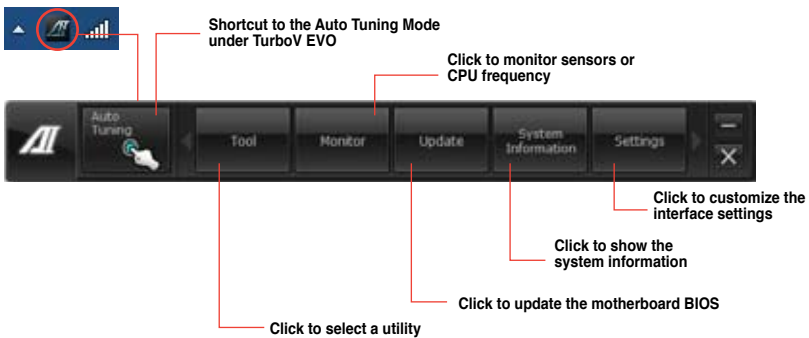 Shortcut to the Auto Tuning Mode
under TurboV EVO
Click to monitor sensors or
CPU frequency
Auto
Tuning
Tool
Monitor
Update
System
Information
Settings
Click to customize the
interface settings
Click to show the
system information
Click to update the motherboard BIOS
Click to select a utility